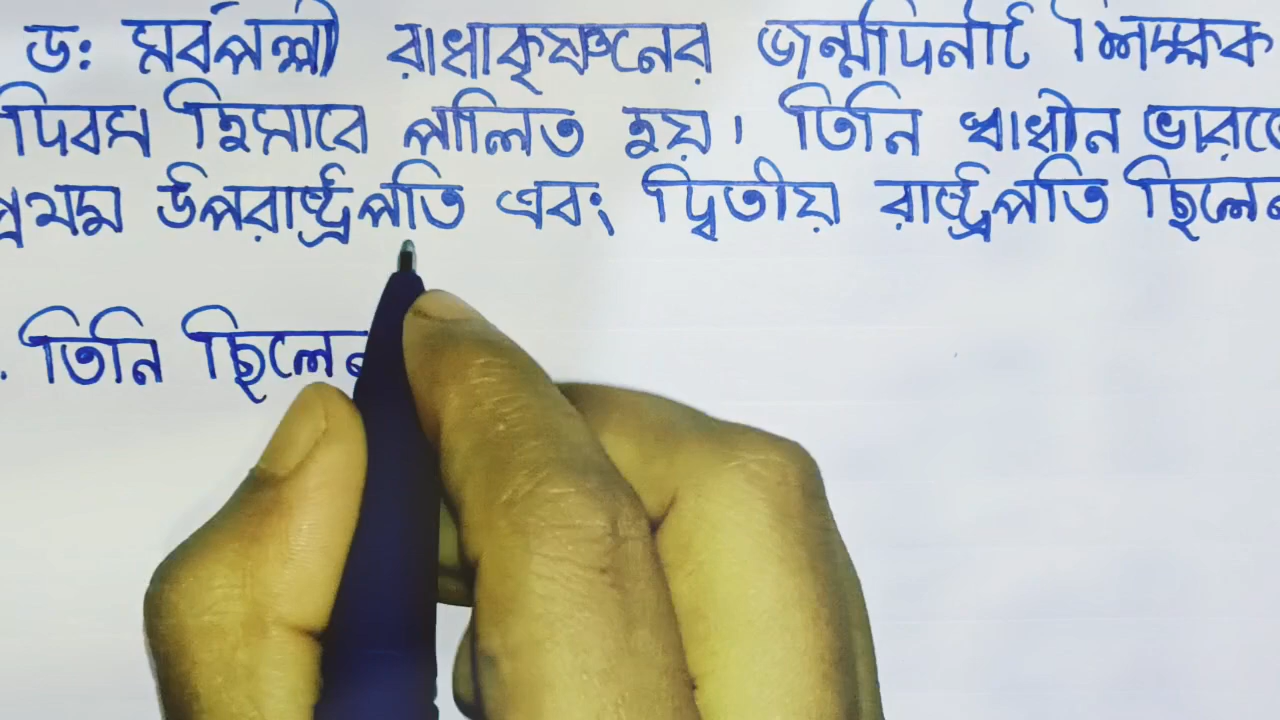 ড: সর্বপল্লী রাধাকৃষ্ণনের জন্মদিনটি শিক্ষক
দিবস হিসাবে পালিত হয়। তিনি স্বাধীন ভারতে
প্রথম উপরাষ্ট্রপতি এবং দ্বিতীয় রাষ্ট্রপতি ছিলেন
. তিনি ছিলেন